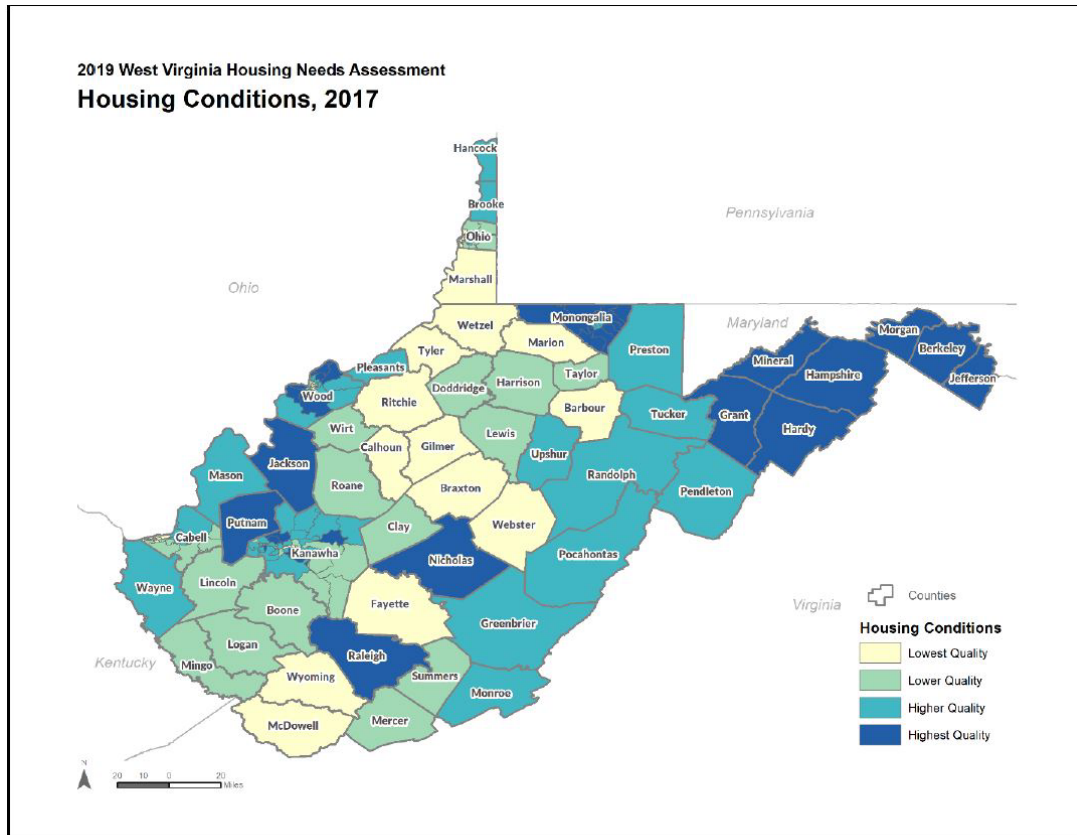 2019 West Virginia Housing Needs Assessment
Housing Conditions, 2017
Hancock
Brooke
Ohio
Marshall
Pennsylvania
Ohio
Wetzel
Monongalia
Marion
Tyler
Pleasants
Preston
Maryland
Morgan
Berkeley
Jefferson
Mineral
Hampshire
Wood
Doddridge
Harrison
Taylor
Ritchie
Barbour
Tucker
Grant
Hardy
Wirt
Calhoun
Gilmer
Lewis
Upshur
Jackson
Mason
Roane
Braxton
Randolph
Pendleton
Putnam
Clay
Webster
Cabell
Kanawha
Nicholas
Pocahontas
Wayne
Lincoln
Boone
Fayette
Greenbrier
Virginia
Logan
Mingo
Raleigh
Kentucky
Wyoming
Summers
Monroe
McDowell
Mercer
Counties
Housing Conditions
Lowest Quality
Lower Quality
Higher Quality
Highest Quality
N
20 10 0 20
Miles